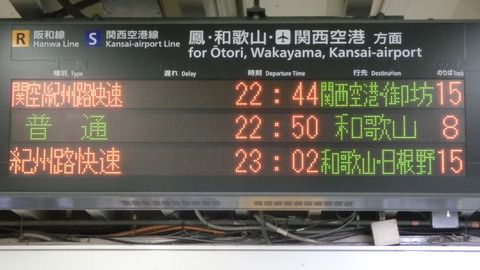 R 阪和線 S 関西空港線 鳳・和歌山・関西空港 方面
Hanwa Line Kansai-airport Line for Ōtori, Wakayama, Kansai-airport
種別 Type 遅れ Delay 時刻 Departure Time 行先 Destination のりば Track
関空/紀州路快速 22:44 関西空港・御坊 15
普通 22:50 和歌山 8
紀州路快速 23:02 和歌山・日根野 15